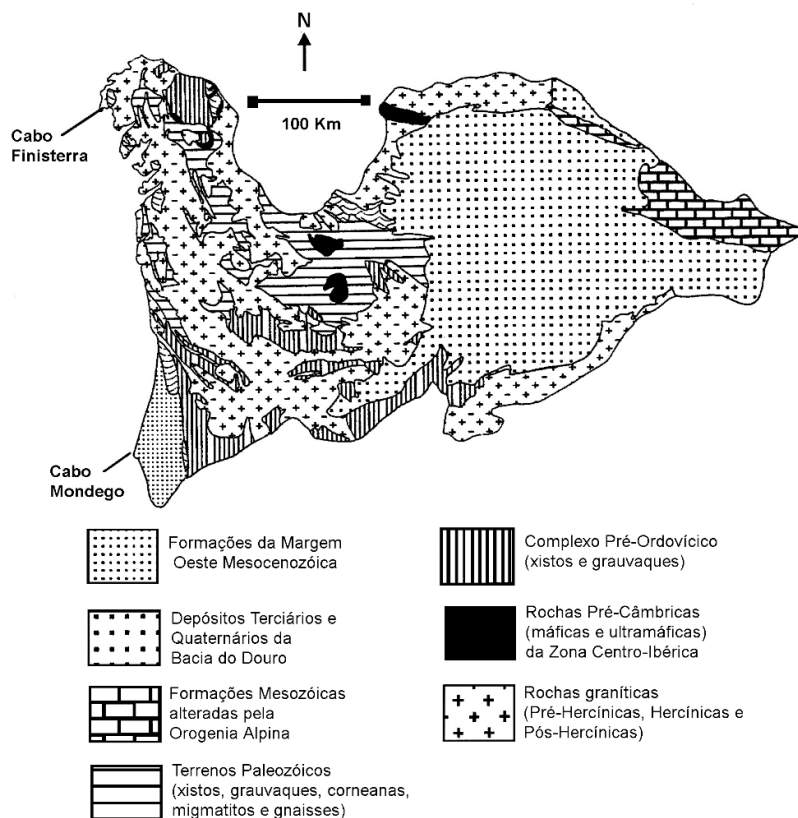 N
100 Km
Cabo
Finisterra
Cabo
Mondego
Formações da Margem
Oeste Mesocenozóica
Depósitos Terciários e
Quaternários da
Bacia do Douro
Formações Mesozóicas
alteradas pela
Orogenia Alpina
Terrenos Paleozóicos
(xistos, grauvaques, corneanas,
migmatitos e gnaisses)
Complexo Pré-Ordovícico
(xistos e grauvaques)
Rochas Pré-Câmbricas
(máficas e ultramáficas)
da Zona Centro-Ibérica
Rochas graníticas
(Pré-Hercínicas, Hercínicas e
Pós-Hercínicas)